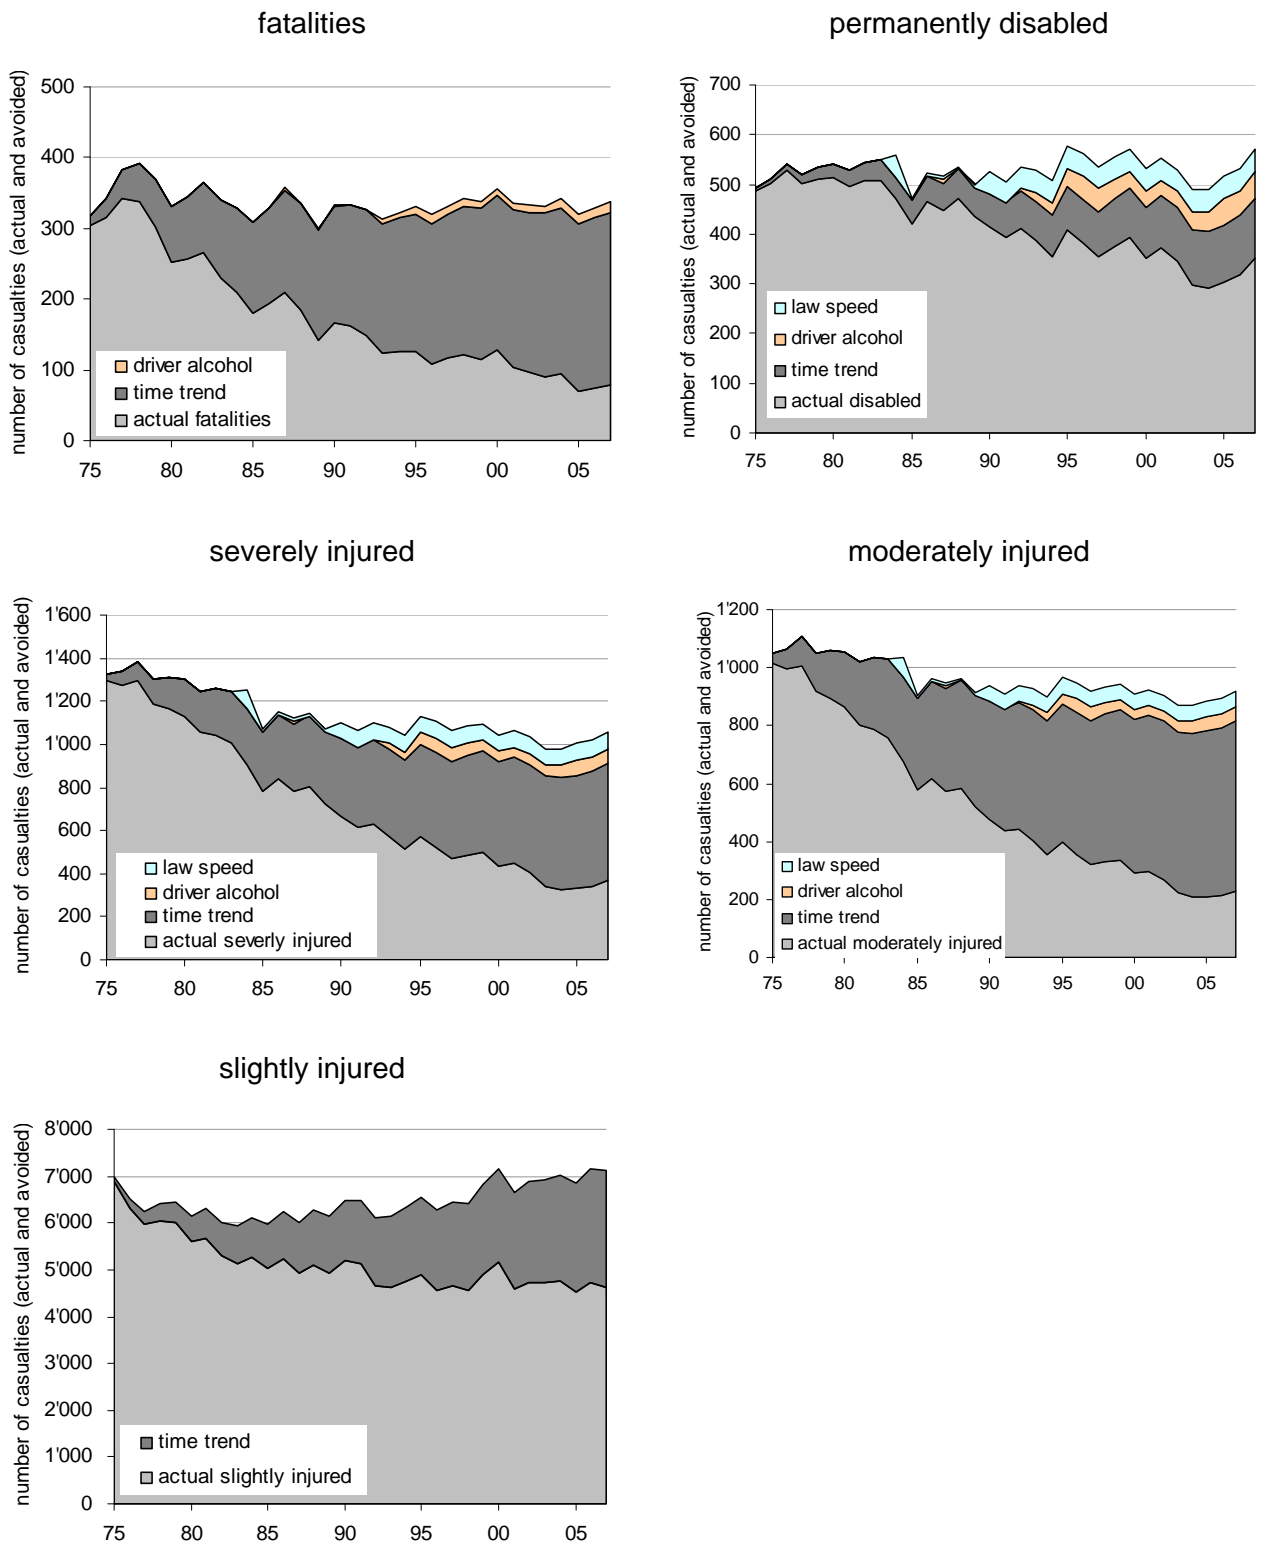 fatalities
number of casualties (actual and avoided)
500
400
300
200
100
0
driver alcohol
time trend
actual fatalities
75 80 85 90 95 00 05
permanently disabled
number of casualties (actual and avoided)
700
600
500
400
300
200
100
0
law speed
driver alcohol
time trend
actual disabled
75 80 85 90 95 00 05
severely injured
number of casualties (actual and avoided)
1'600
1'400
1'200
1'000
800
600
400
200
0
law speed
driver alcohol
time trend
actual severly injured
75 80 85 90 95 00 05
moderately injured
number of casualties (actual and avoided)
1'200
1'000
800
600
400
200
0
law speed
driver alcohol
time trend
actual moderately injured
75 80 85 90 95 00 05
slightly injured
number of casualties (actual and avoided)
8'000
7'000
6'000
5'000
4'000
3'000
2'000
1'000
0
time trend
actual slightly injured
75 80 85 90 95 00 05